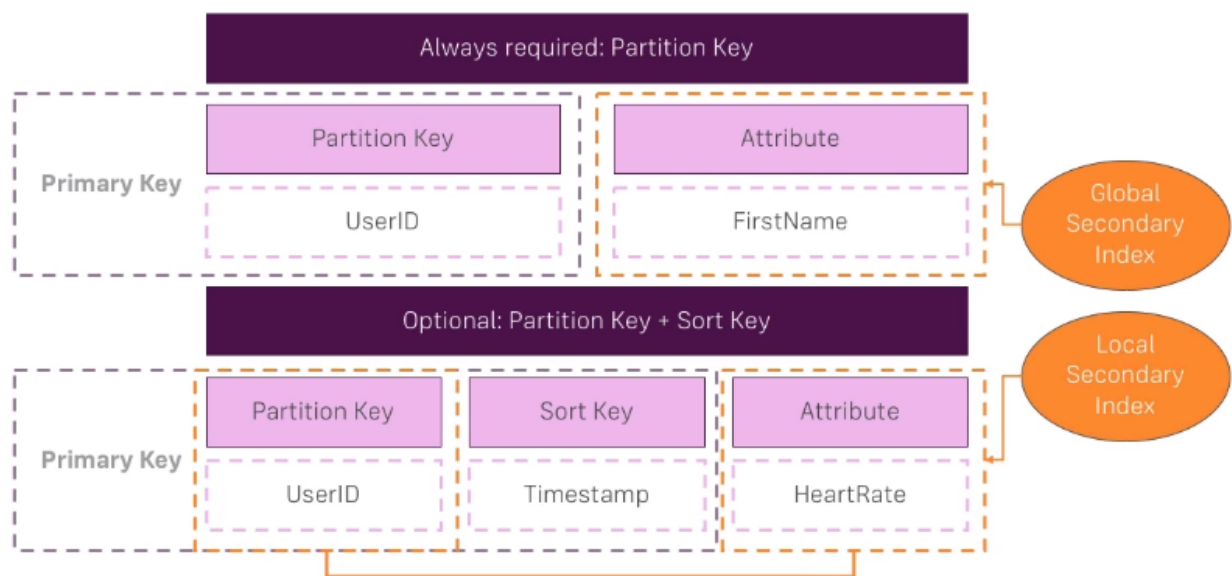 Always required: Partition Key
Primary Key
Partition Key
Attribute
UserID
FirstName
Global
Secondary
Index
Optional: Partition Key + Sort Key
Primary Key
Partition Key
Sort Key
Attribute
UserID
Timestamp
HeartRate
Local
Secondary
Index